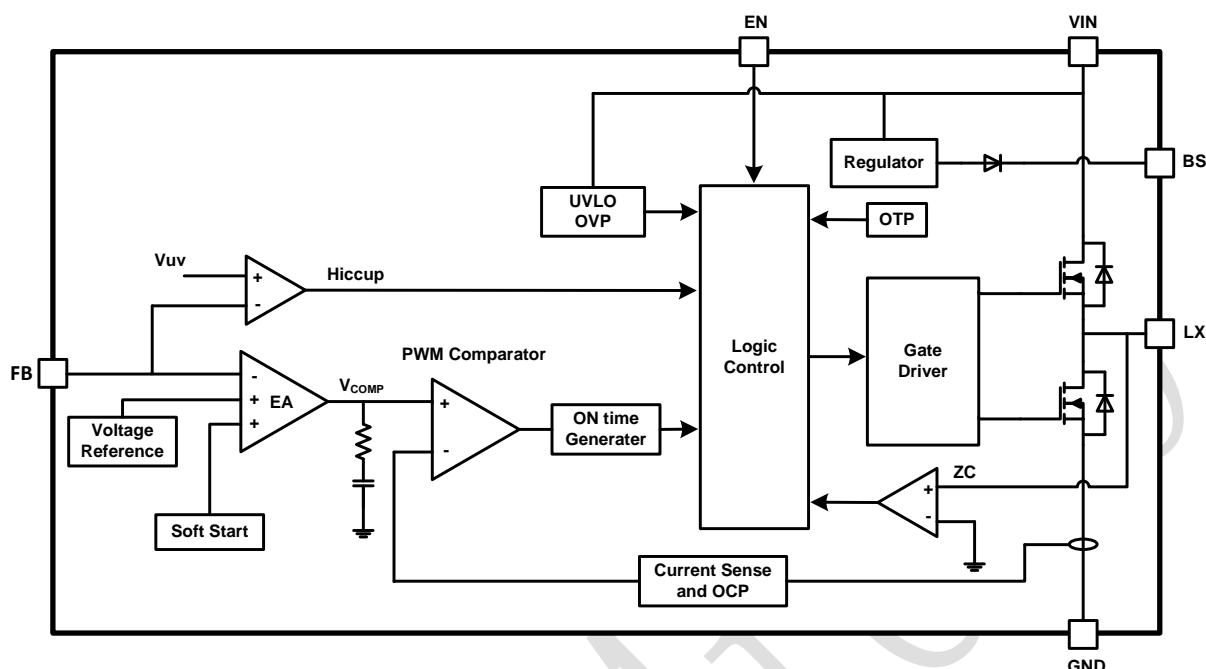 EN
VIN
Regulator
BS
UVLO
OVP
OTP
Vuv
+
-
Hiccup
LX
Logic
Control
Gate
Driver
PWM Comparator
FB
-
+
+
EA
VCOMP
+
-
ON time
Generater
Voltage
Reference
ZC
+
-
Soft Start
Current Sense
and OCP
GND